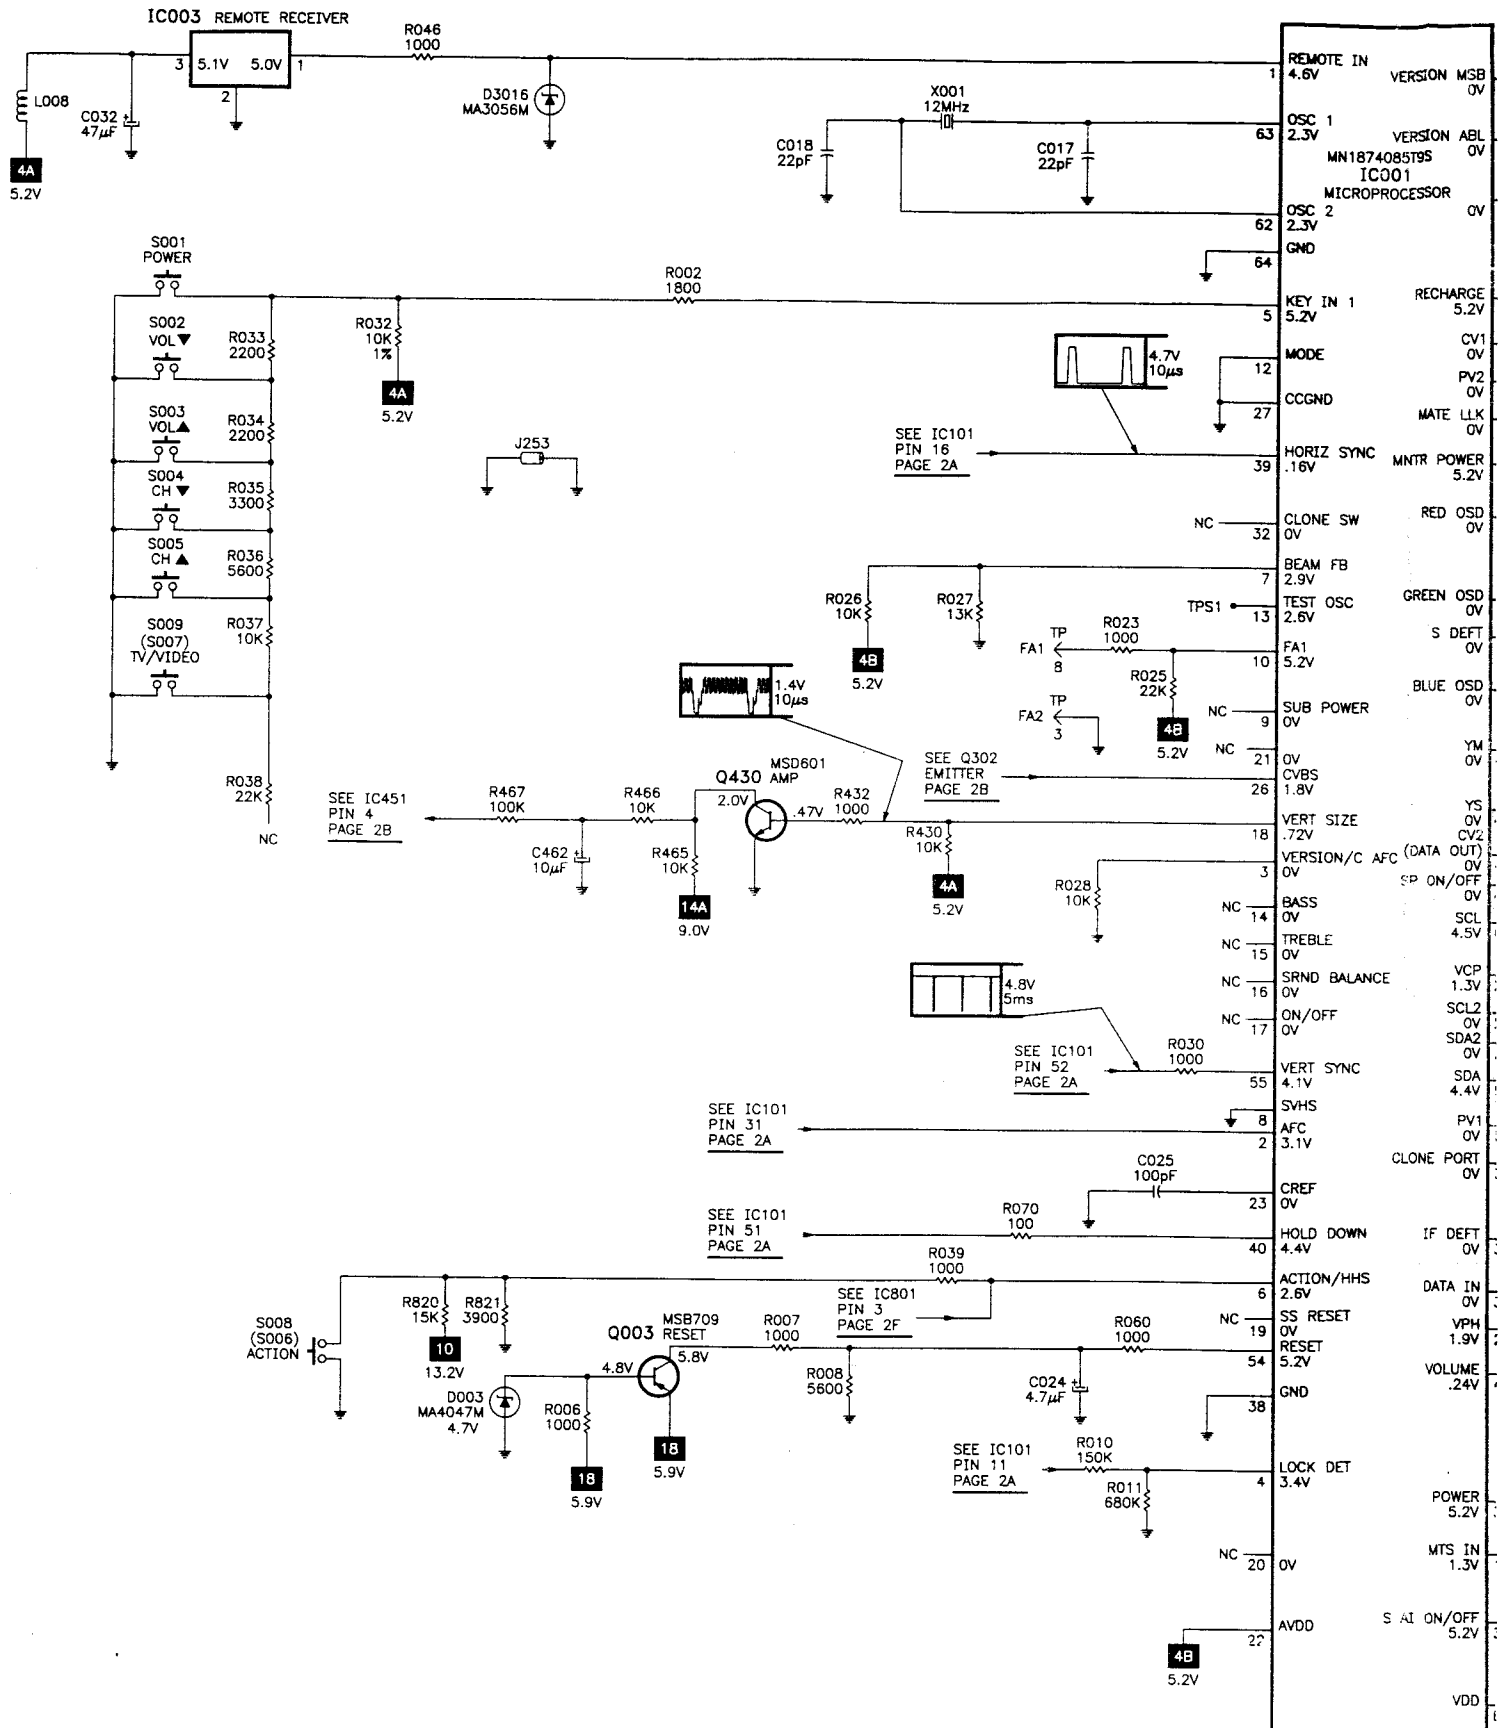 IC003 REMOTE RECEIVER
3 5.1V 5.0V 1
2
R046
1000
L008
C032
47µF
+
4A
5.2V
D3016
MA3056M
X001
12MHz
C018
22pF
C017
22pF
1 REMOTE IN
4.6V
63 OSC 1
2.3V
MN1874085T9S
IC001
MICROPROCESSOR
62 OSC 2
2.3V
64 GND
VERSION MSB
0V
VERSION ABL
0V
0V
S001
POWER
S002
VOL ▼
S003
VOL ▲
S004
CH ▼
S005
CH ▲
S009
(S007)
TV/VIDEO
R033
2200
R034
2200
R035
3300
R036
5600
R037
10K
R038
22K
NC
R032
10K
1%
4A
5.2V
R002
1800
J253
5 KEY IN 1
5.2V
12 MODE
27 CCGND
4.7V
10µs
SEE IC101
PIN 16
PAGE 2A
39 HORIZ SYNC
.16V
NC 32 CLONE SW
0V
7 BEAM FB
2.9V
R026
10K
4B
5.2V
R027
13K
TPS1
13 TEST OSC
2.6V
FA1 TP
8
R023
1000
10 FA1
5.2V
R025
22K
4B
5.2V
FA2 TP
3
NC 9 SUB POWER
0V
NC 21 0V
1.4V
10µs
SEE Q302
EMITTER
PAGE 2B
26 CVBS
1.8V
SEE IC451
PIN 4
PAGE 2B
R467
100K
C462
10µF
R466
10K
R465
10K
14A
9.0V
Q430 MSD601
AMP
2.0V
.47V
R432
1000
R430
10K
4A
5.2V
18 VERT SIZE
.72V
R028
10K
3 VERSION/C AFC
0V
NC 14 BASS
0V
NC 15 TREBLE
0V
NC 16 SRND BALANCE
0V
NC 17 ON/OFF
0V
4.8V
5ms
SEE IC101
PIN 52
PAGE 2A
R030
1000
55 VERT SYNC
4.1V
8 SVHS
SEE IC101
PIN 31
PAGE 2A
2 AFC
3.1V
C025
100pF
23 CREF
0V
SEE IC101
PIN 51
PAGE 2A
R070
100
40 HOLD DOWN
4.4V
R039
1000
6 ACTION/HHS
2.6V
SEE IC801
PIN 3
PAGE 2F
NC 19 SS RESET
0V
S008
(S006)
ACTION
R820
15K
10
13.2V
R821
3900
Q003 MSB709
RESET
4.8V
5.8V
R007
1000
R060
1000
54 RESET
5.2V
D003
MA4047M
4.7V
R006
1000
18
5.9V
18
5.9V
R008
5600
C024
4.7µF
+
38 GND
SEE IC101
PIN 11
PAGE 2A
R010
150K
R011
680K
4 LOCK DET
3.4V
NC 20 0V
22 AVDD
4B
5.2V
RECHARGE
5.2V
CV1
0V
PV2
0V
MATE LLK
0V
MNTR POWER
5.2V
RED OSD
0V
GREEN OSD
0V
S DEFT
0V
BLUE OSD
0V
YM
0V
YS
0V
CV2
(DATA OUT)
0V
SP ON/OFF
0V
SCL
4.5V
VCP
1.3V
SCL2
0V
SDA2
0V
SDA
4.4V
PV1
0V
CLONE PORT
0V
IF DEFT
0V
DATA IN
0V
VPH
1.9V
VOLUME
.24V
POWER
5.2V
MTS IN
1.3V
S AI ON/OFF
5.2V
VDD